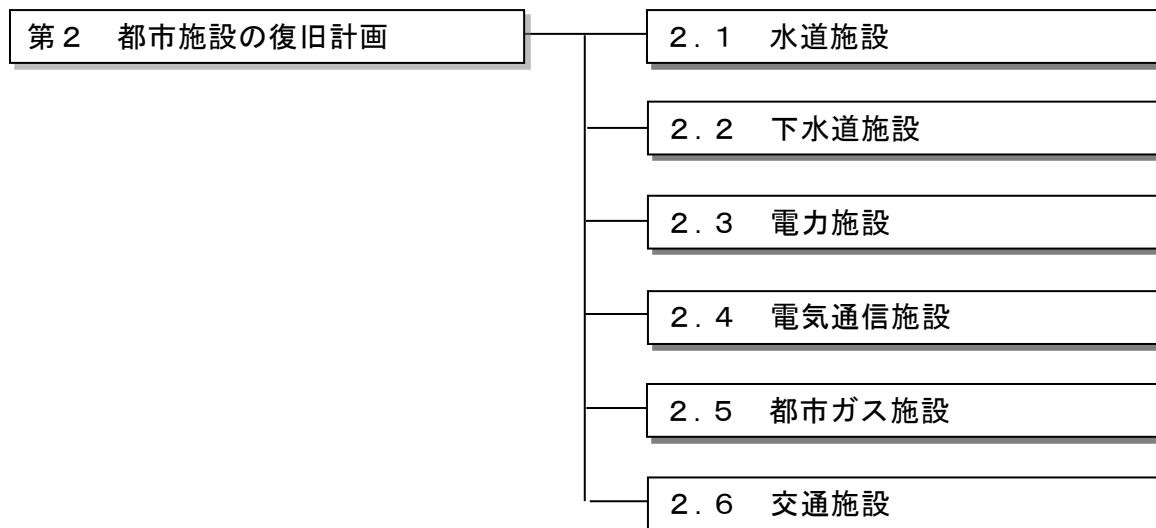 第２　都市施設の復旧計画
２.１　水道施設
２.２　下水道施設
２.３　電力施設
２.４　電気通信施設
２.５　都市ガス施設
２.６　交通施設